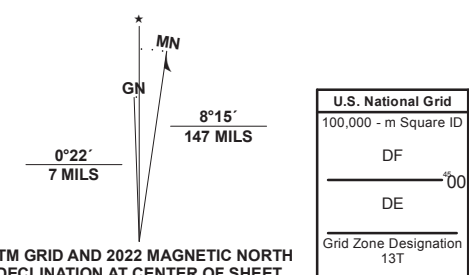 MN
GN
8°15´
147 MILS
0°22´
7 MILS
TM GRID AND 2022 MAGNETIC NORTH
DECLINATION AT CENTER OF SHEET
U.S. National Grid
100,000 - m Square ID
DF
4500
DE
Grid Zone Designation
13T